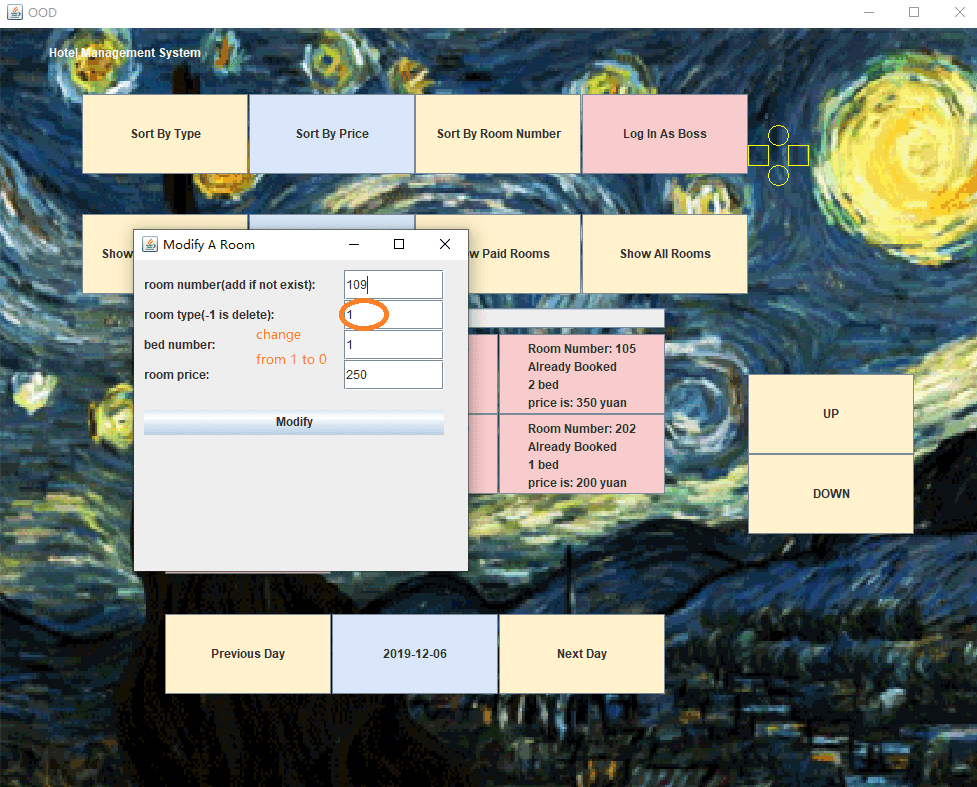 OOD
Hotel Management System
Sort By Type
Sort By Price
Sort By Room Number
Log In As Boss
Show
w Paid Rooms
Show All Rooms
Modify A Room
room number(add if not exist):
109
room type(-1 is delete):
1
change
from 1 to 0
bed number:
1
room price:
250
Modify
Room Number: 105
Already Booked
2 bed
price is: 350 yuan
Room Number: 202
Already Booked
1 bed
price is: 200 yuan
UP
DOWN
Previous Day
2019-12-06
Next Day